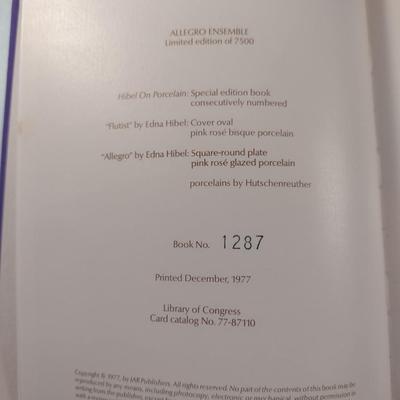 ALLEGRO ENSEMBLE
Limited edition of 7500
Hibel On Porcelain: Special edition book
consecutively numbered
"Flutist" by Edna Hibel: Cover oval
pink rosé bisque porcelain
"Allegro" by Edna Hibel: Square-round plate
pink rosé glazed porcelain
porcelains by Hutschenreuther
Book No. 1287
Printed December, 1977
Library of Congress
Card catalog No. 77-87110
Copyright © 1977, by JAR Publishers. All rights reserved. No part of the contents of this book may be
reproduced by any means, including photocopy, electronic or mechanical, without permission in
writing from the publisher, except